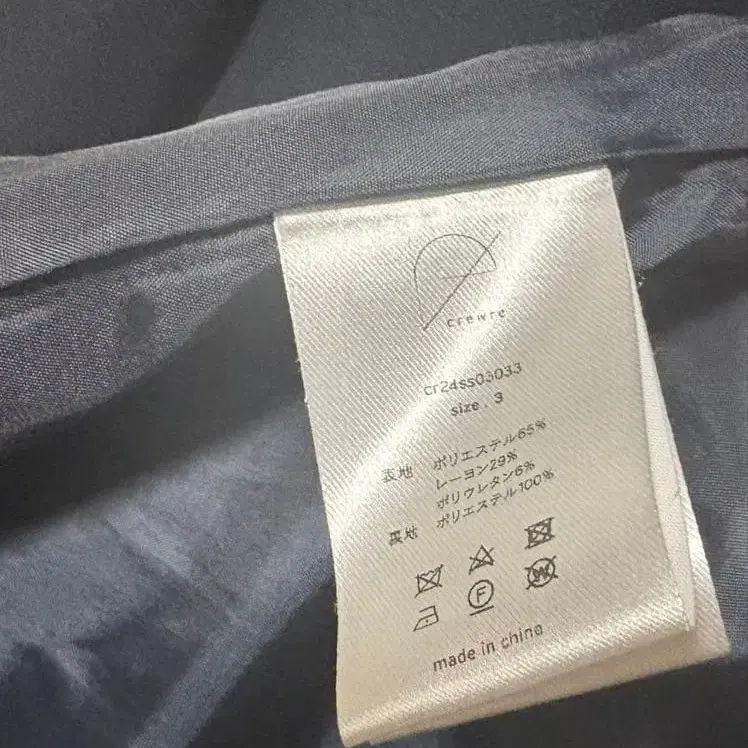 crewre
cr24ss03033
size . 3
表地 ポリエステル65%
レーヨン29%
ポリウレタン6%
裏地 ポリエステル100%
F
W
made in china